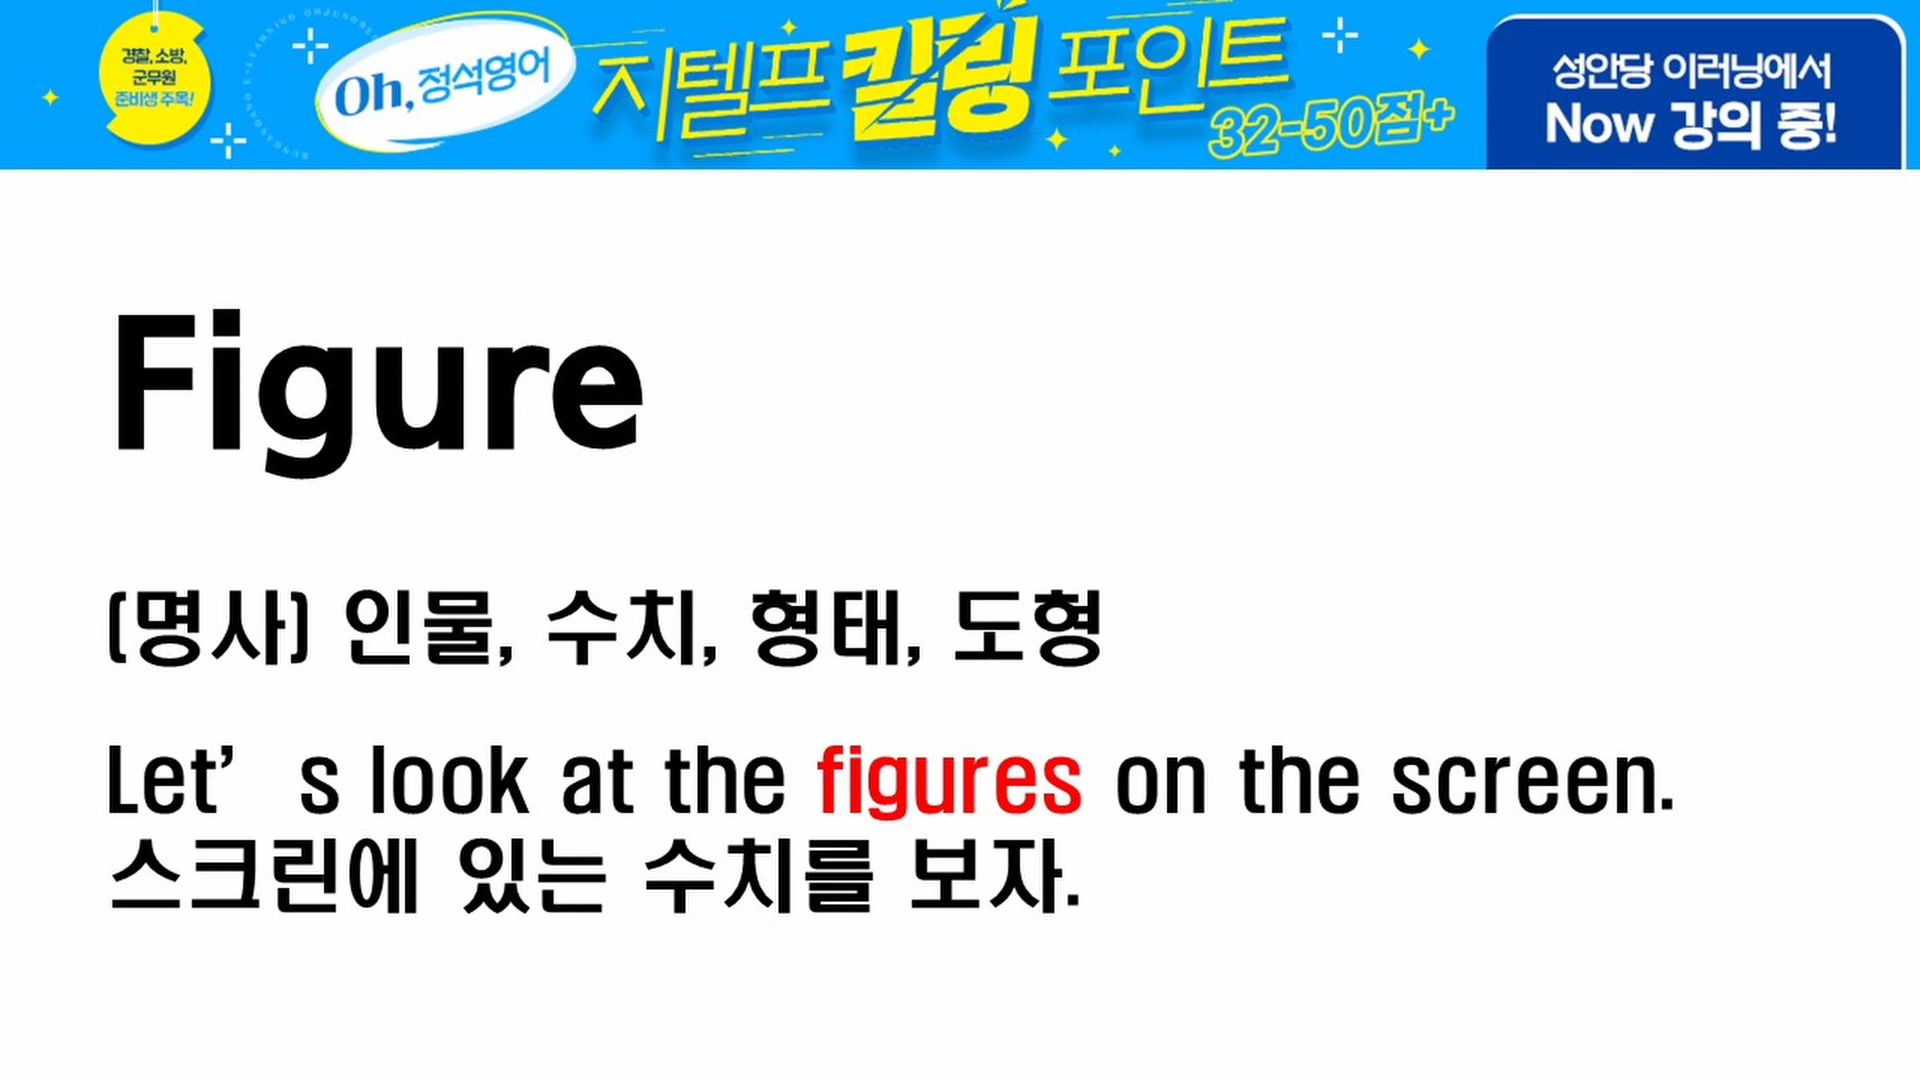 경찰, 소방,
군무원
준비생 주목!
Oh, 정석영어
지텔프 킬링 포인트
32-50점+
성안당 이러닝에서
Now 강의 중!
Figure
(명사) 인물, 수치, 형태, 도형
Let’ s look at the figures on the screen.
스크린에 있는 수치를 보자.